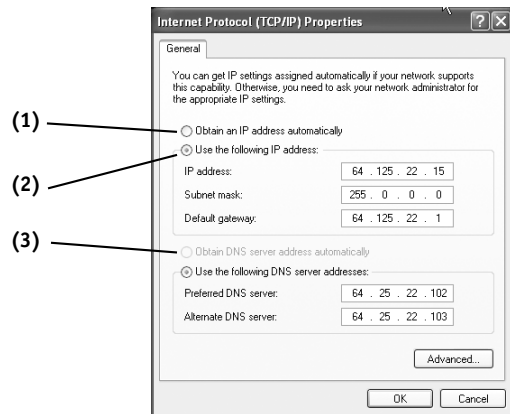 Internet Protocol (TCP/IP) Properties
General
You can get IP settings assigned automatically if your network supports
this capability. Otherwise, you need to ask your network administrator for
the appropriate IP settings.
(1)
Obtain an IP address automatically
Use the following IP address:
(2)
IP address: 64 . 125 . 22 . 15
Subnet mask: 255 . 0 . 0 . 0
Default gateway: 64 . 125 . 22 . 1
(3)
Obtain DNS server address automatically
Use the following DNS server addresses:
Preferred DNS server: 64 . 25 . 22 . 102
Alternate DNS server: 64 . 25 . 22 . 103
Advanced...
OK Cancel